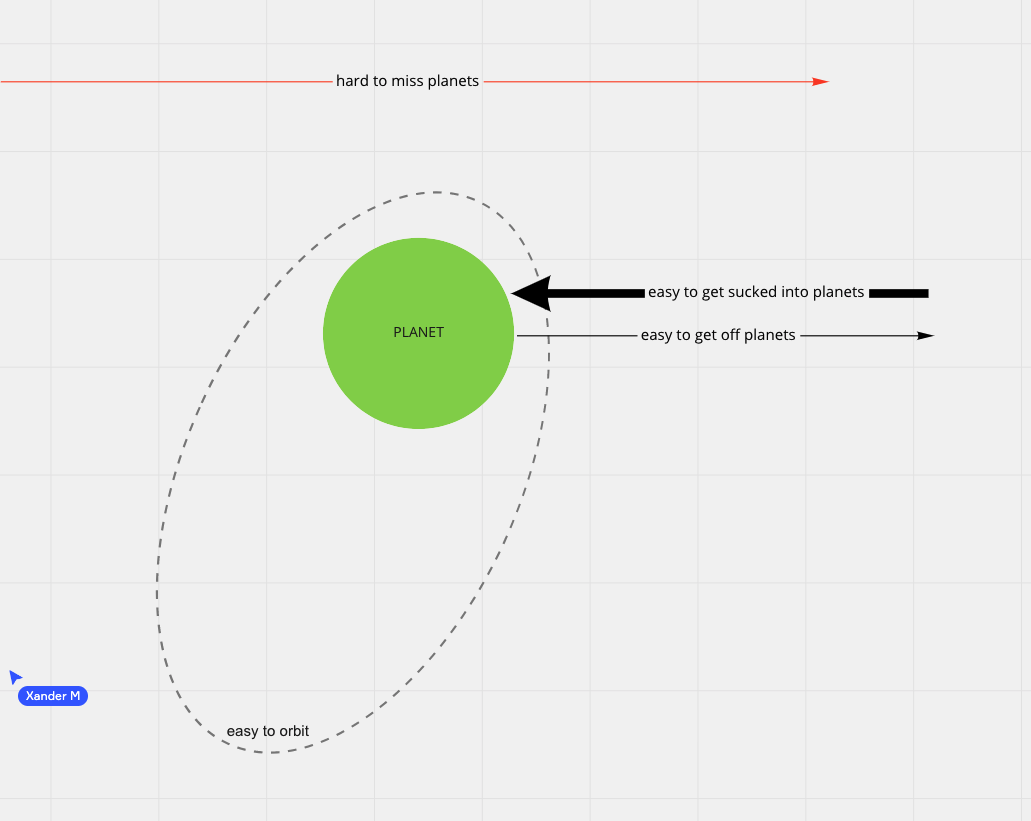 hard to miss planets
easy to get sucked into planets
PLANET
easy to get off planets
Xander M
easy to orbit